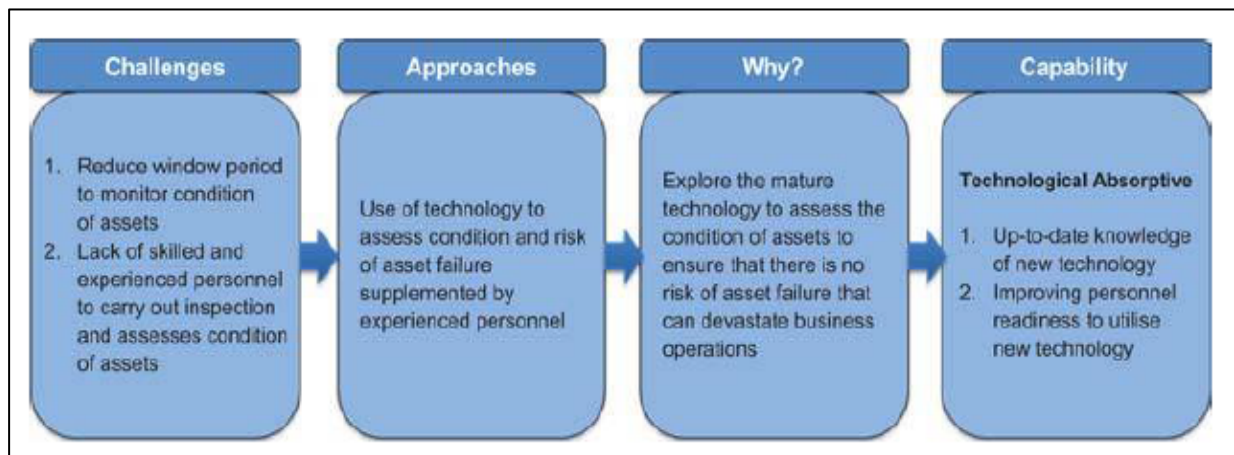 Challenges
1. Reduce window period
to monitor condition
of assets
2. Lack of skilled and
experienced personnel
to carry out inspection
and assesses condition
of assets
Approaches
Use of technology to
assess condition and risk
of asset failure
supplemented by
experienced personnel
Why?
Explore the mature
technology to assess the
condition of assets to
ensure that there is no
risk of asset failure that
can devastate business
operations
Capability
Technological Absorptive
1. Up-to-date knowledge
of new technology
2. Improving personnel
readiness to utilise
new technology